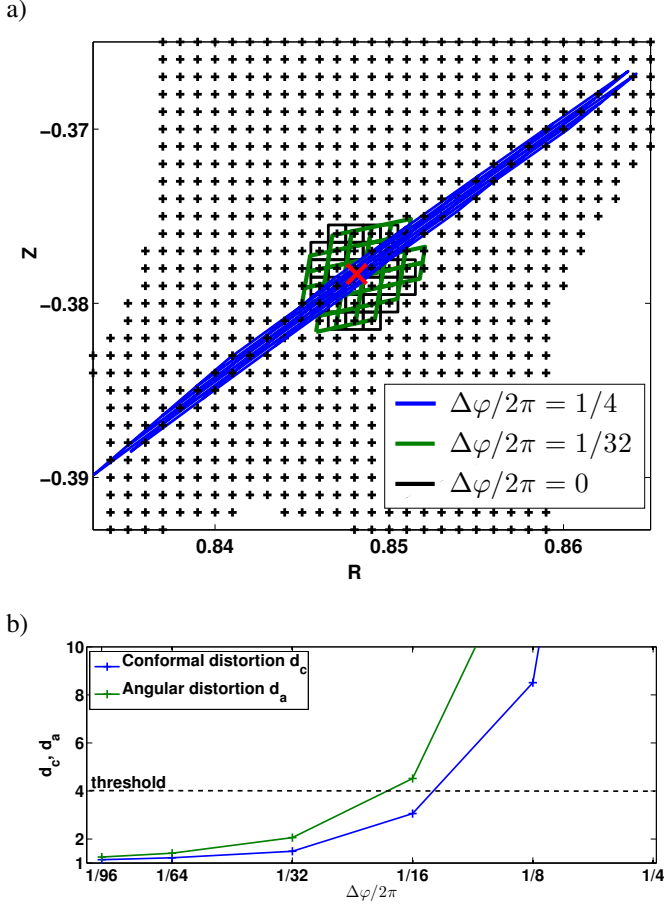 a)
−0.37
−0.38
−0.39
Z
0.84 0.85 0.86
R
Δφ/2π = 1/4
Δφ/2π = 1/32
Δφ/2π = 0
b)
10
8
6
4
2
1
d_c, d_a
Conformal distortion d_c
Angular distortion d_a
threshold
1/96 1/64 1/32 1/16 1/8 1/4
Δφ/2π